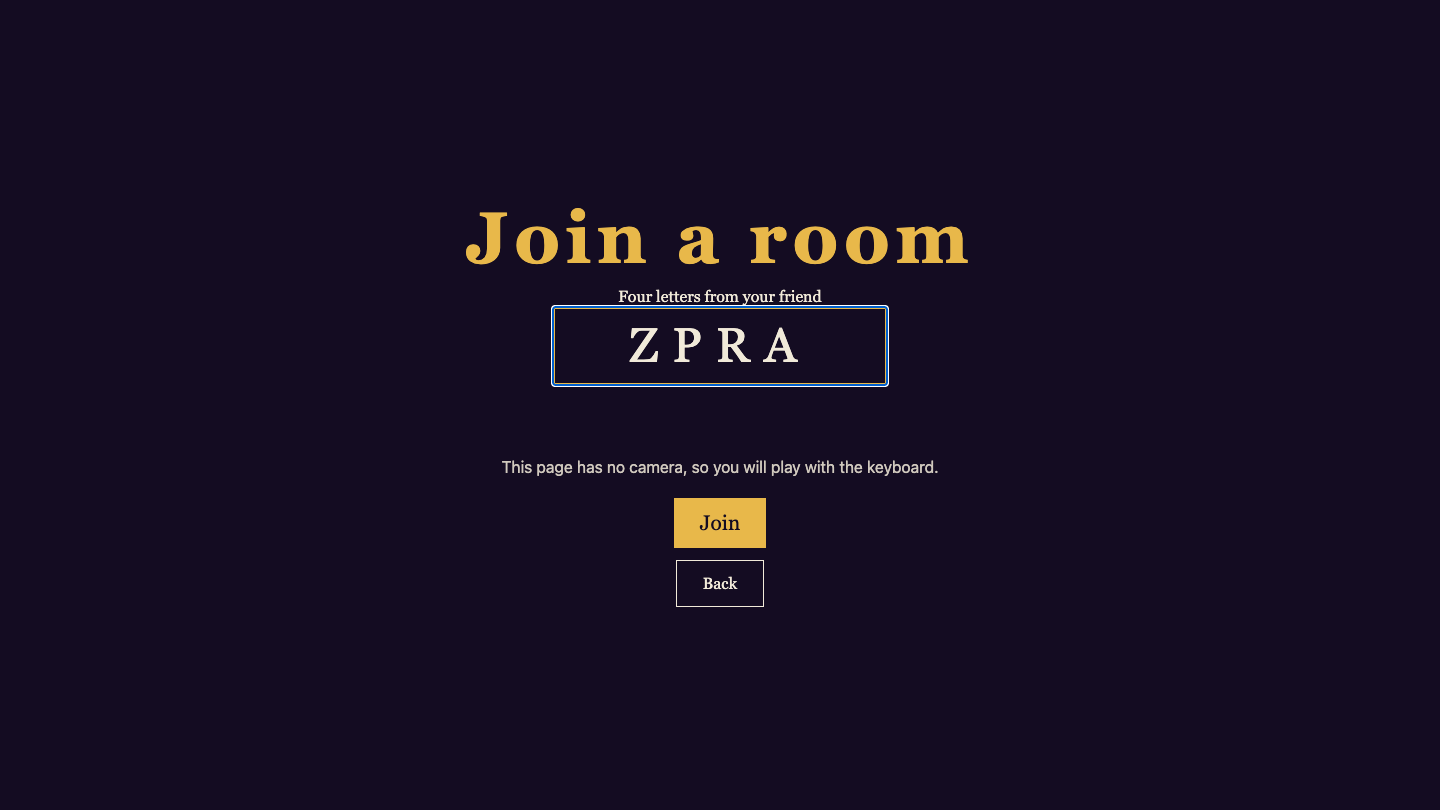 Join a room
Four letters from your friend
ZPRA
This page has no camera, so you will play with the keyboard.
Join
Back